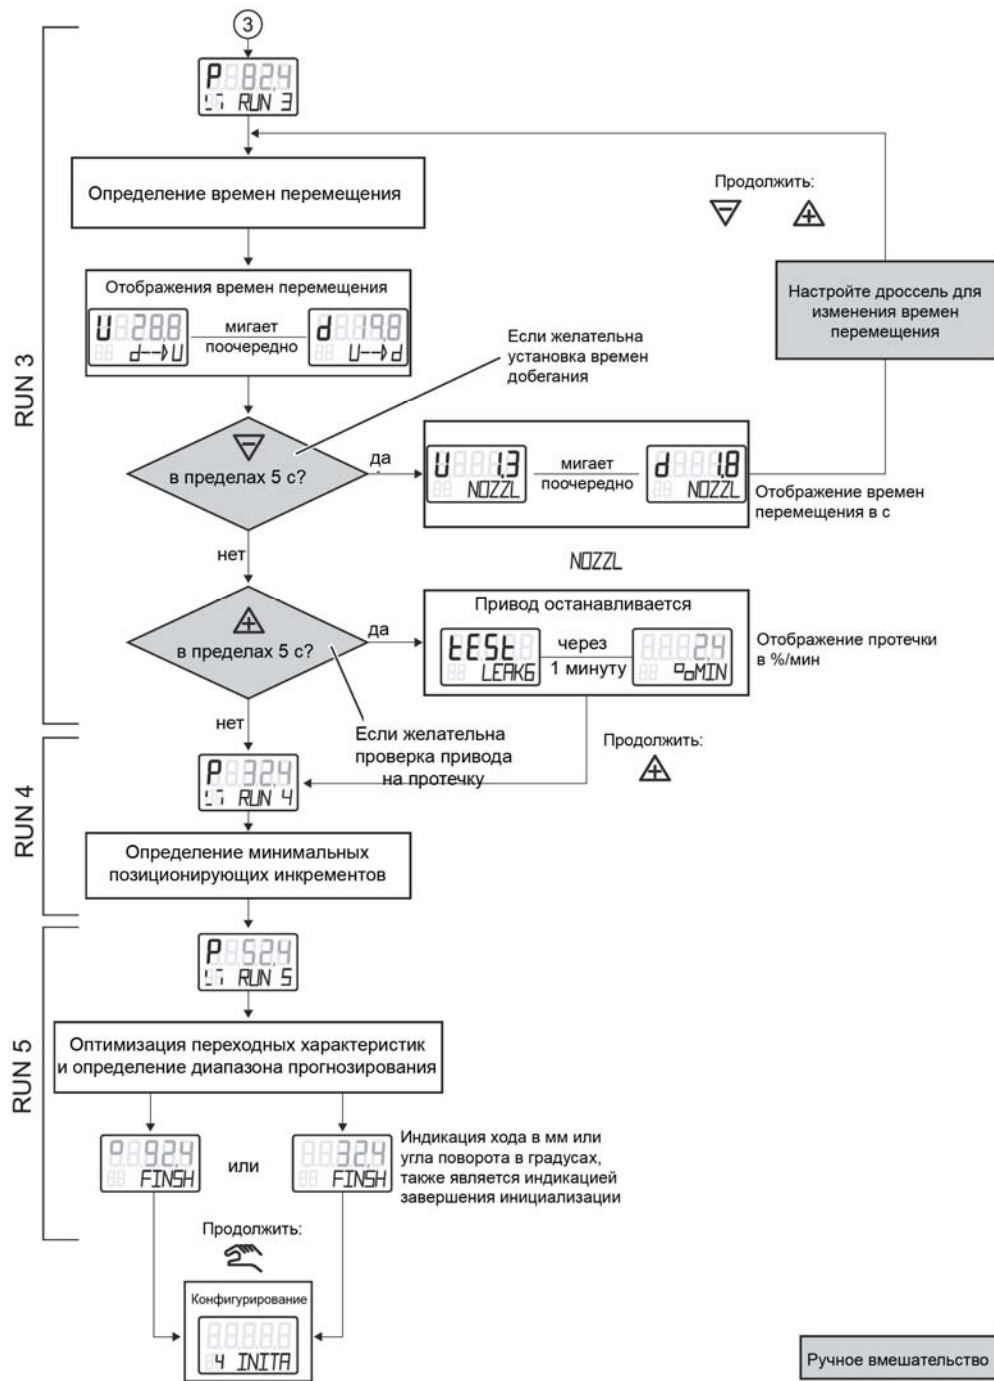 3
P 82.4
RUN 3
Определение времен перемещения
Продолжить:
Отображения времен перемещения
U 28.8
d-->U
мигает
поочередно
d 19.8
U-->d
Настройте дроссель для
изменения времен
перемещения
Если желательна
установка времен
добегания
RUN 3
в пределах 5 с?
да
U 1.3
NOZZL
мигает
поочередно
d 1.8
NOZZL
Отображение времен
перемещения в с
нет
NOZZL
в пределах 5 с?
да
Привод останавливается
tESt
LEAKG
через
1 минуту
2.4
MIN
Отображение протечки
в %/мин
нет
Если желательна
проверка привода
на протечку
Продолжить:
RUN 4
P 32.4
RUN 4
Определение минимальных
позиционирующих инкрементов
P 52.4
RUN 5
RUN 5
Оптимизация переходных характеристик
и определение диапазона прогнозирования
° 92.4
FINSH
или
32.4
FINSH
Индикация хода в мм или
угла поворота в градусах,
также является индикацией
завершения инициализации
Продолжить:
Конфигурирование
4 INITA
Ручное вмешательство